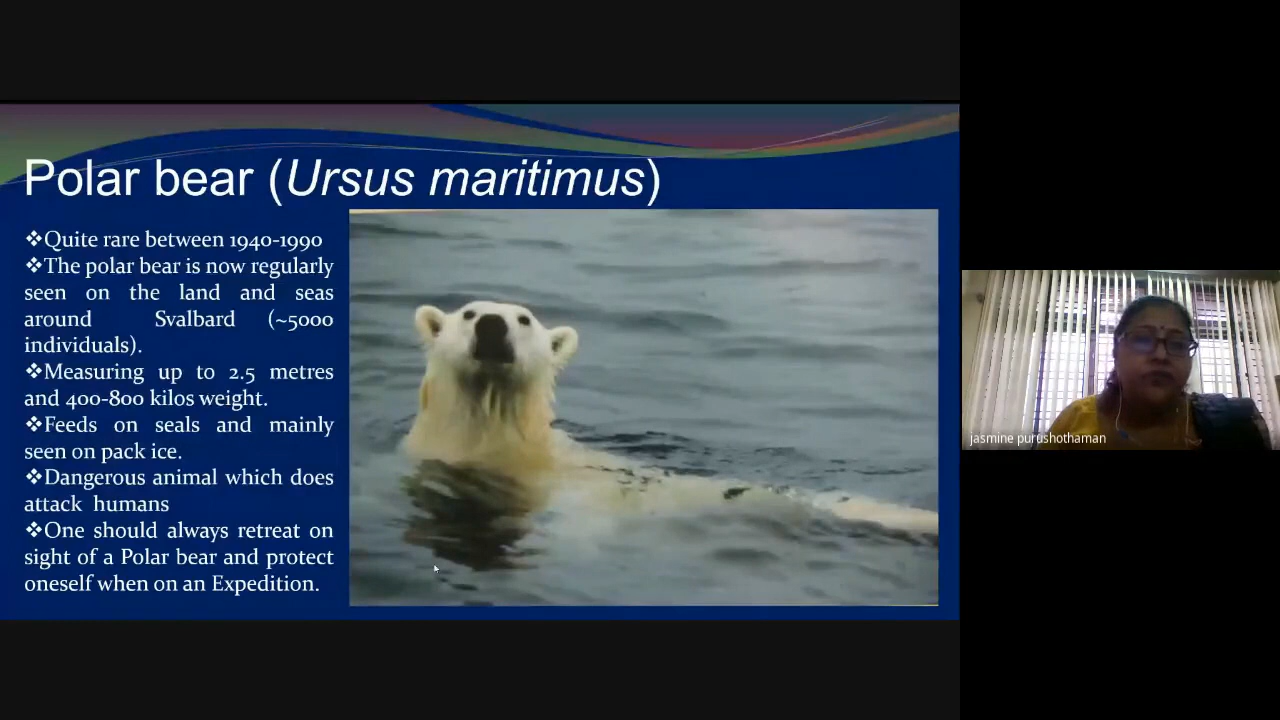 Polar bear (Ursus maritimus)
❖Quite rare between 1940-1990
❖The polar bear is now regularly
seen on the land and seas
around Svalbard (~5000
individuals).
❖Measuring up to 2.5 metres
and 400-800 kilos weight.
❖Feeds on seals and mainly
seen on pack ice.
❖Dangerous animal which does
attack humans
❖One should always retreat on
sight of a Polar bear and protect
oneself when on an Expedition.
jasmine purushothaman